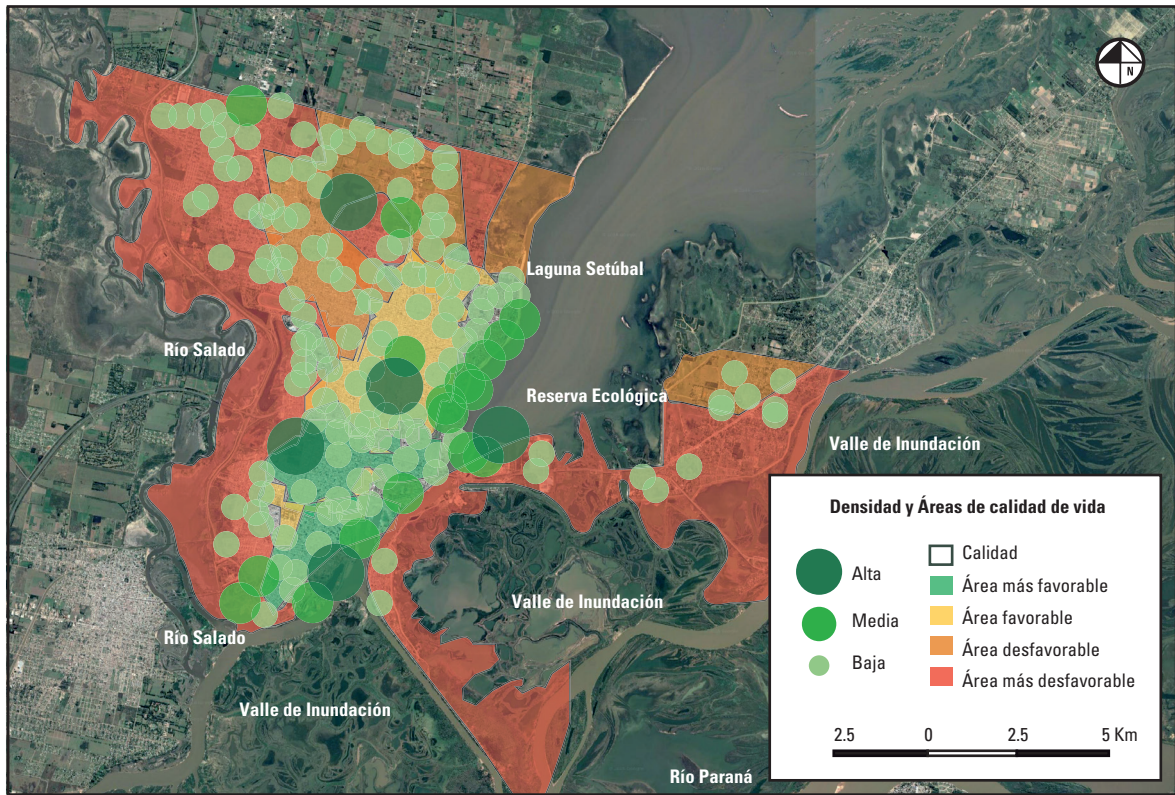 N
Laguna Setúbal
Río Salado
Reserva Ecológica
Valle de Inundación
Densidad y Áreas de calidad de vida
Alta
Media
Baja
Calidad
Área más favorable
Área favorable
Área desfavorable
Área más desfavorable
2.5 0 2.5 5 Km
Valle de Inundación
Río Salado
Valle de Inundación
Río Paraná